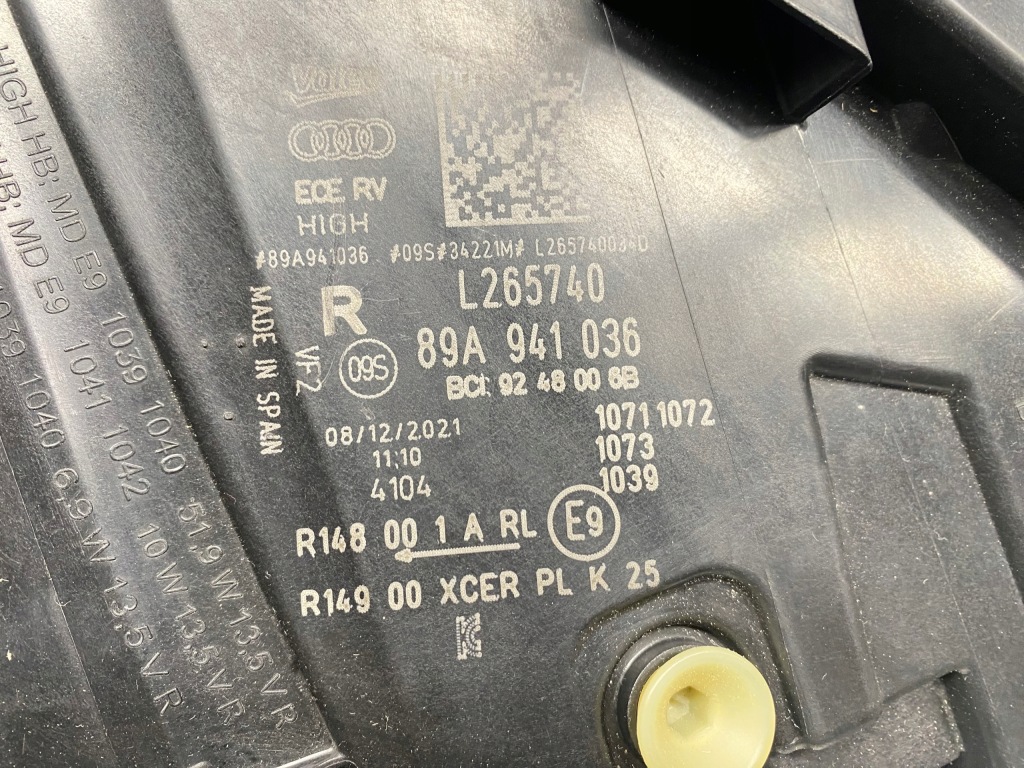 Valeo
ECE RV
HIGH
#89A941036 #09S#34221M# L265740034D
L265740
R
89A 941 036
VF2
09S
BCI: 92 48 00 6B
MADE IN SPAIN
08/12/2021
11:10
4104
1071 1072
1073
1039
R148 00 1 A RL
E9
R149 00 XCER PL K 25
HIGH HB: MD E9 1039 1040 51,9 W 13,5 V R
HB: MD E9 1041 1042 10 W 13,5 V R
1039 1040 6,9 W 13,5 V R